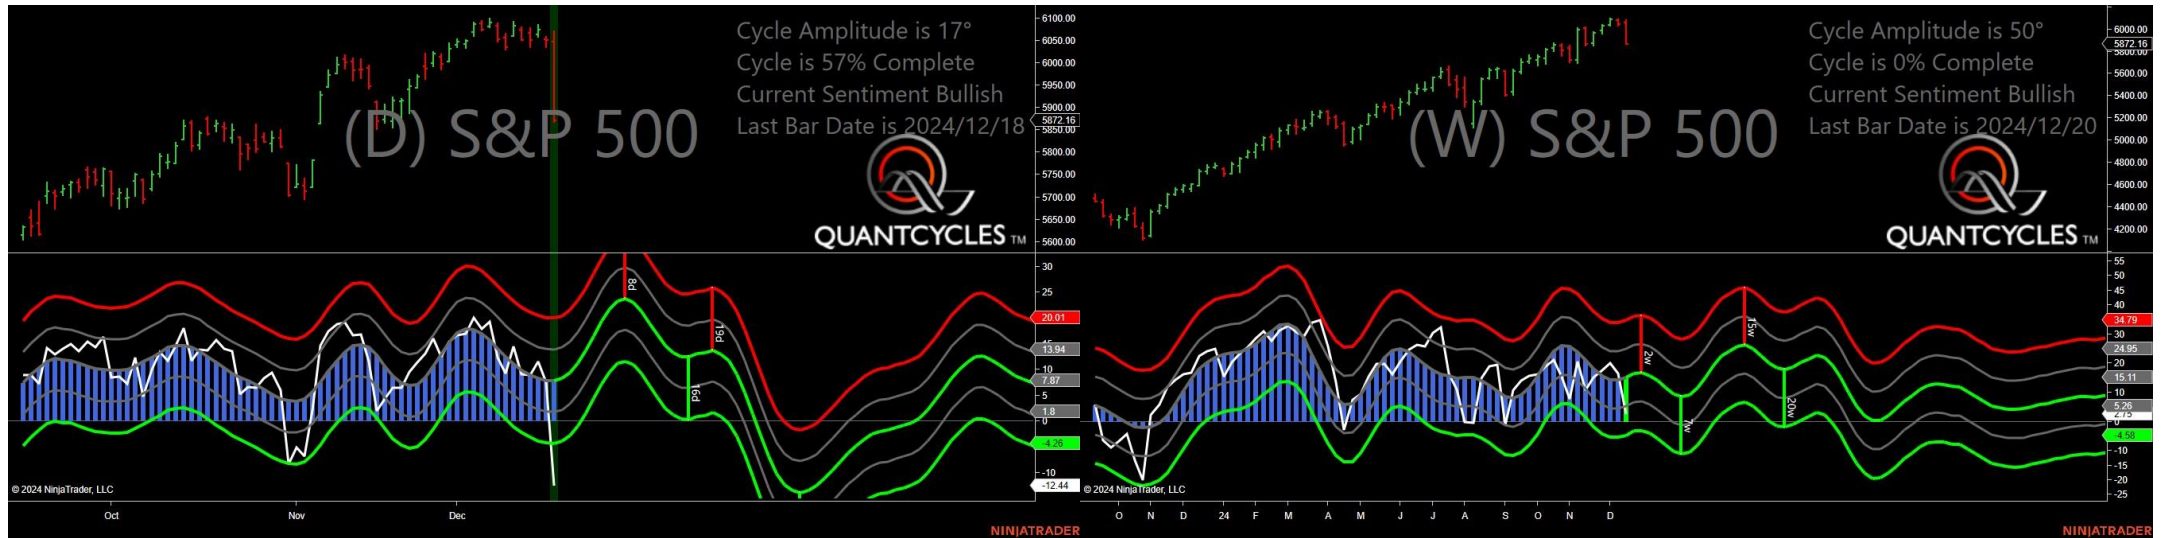 Cycle Amplitude is 17°
Cycle is 57% Complete
Current Sentiment Bullish
Last Bar Date is 2024/12/18
(D) S&P 500
QUANTCYCLES TM
6100.00
6050.00
6000.00
5950.00
5900.00
5872.16
5850.00
5800.00
5750.00
5700.00
5650.00
5600.00
8d
19d
16d
30
25
20.01
15
13.94
10
7.87
5
1.8
0
-4.26
-10
-12.44
© 2024 NinjaTrader, LLC
Oct
Nov
Dec
NINJATRADER
Cycle Amplitude is 50°
Cycle is 0% Complete
Current Sentiment Bullish
Last Bar Date is 2024/12/20
(W) S&P 500
QUANTCYCLES TM
6000.00
5872.16
5800.00
5600.00
5400.00
5200.00
5000.00
4800.00
4600.00
4400.00
4200.00
2w
15w
7w
20w
55
50
45
40
34.79
30
24.95
20
15.11
10
5.26
2.75
0
-4.58
-10
-15
-20
-25
© 2024 NinjaTrader, LLC
O N D 24 F M A M J J A S O N D
NINJATRADER